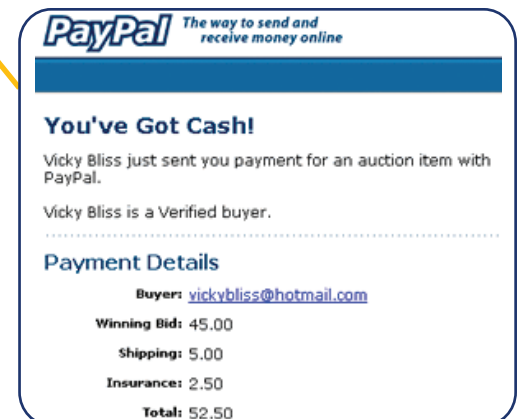 PayPal The way to send and
receive money online
You've Got Cash!
Vicky Bliss just sent you payment for an auction item with
PayPal.
Vicky Bliss is a Verified buyer.
Payment Details
Buyer: vickybliss@hotmail.com
Winning Bid: 45.00
Shipping: 5.00
Insurance: 2.50
Total: 52.50